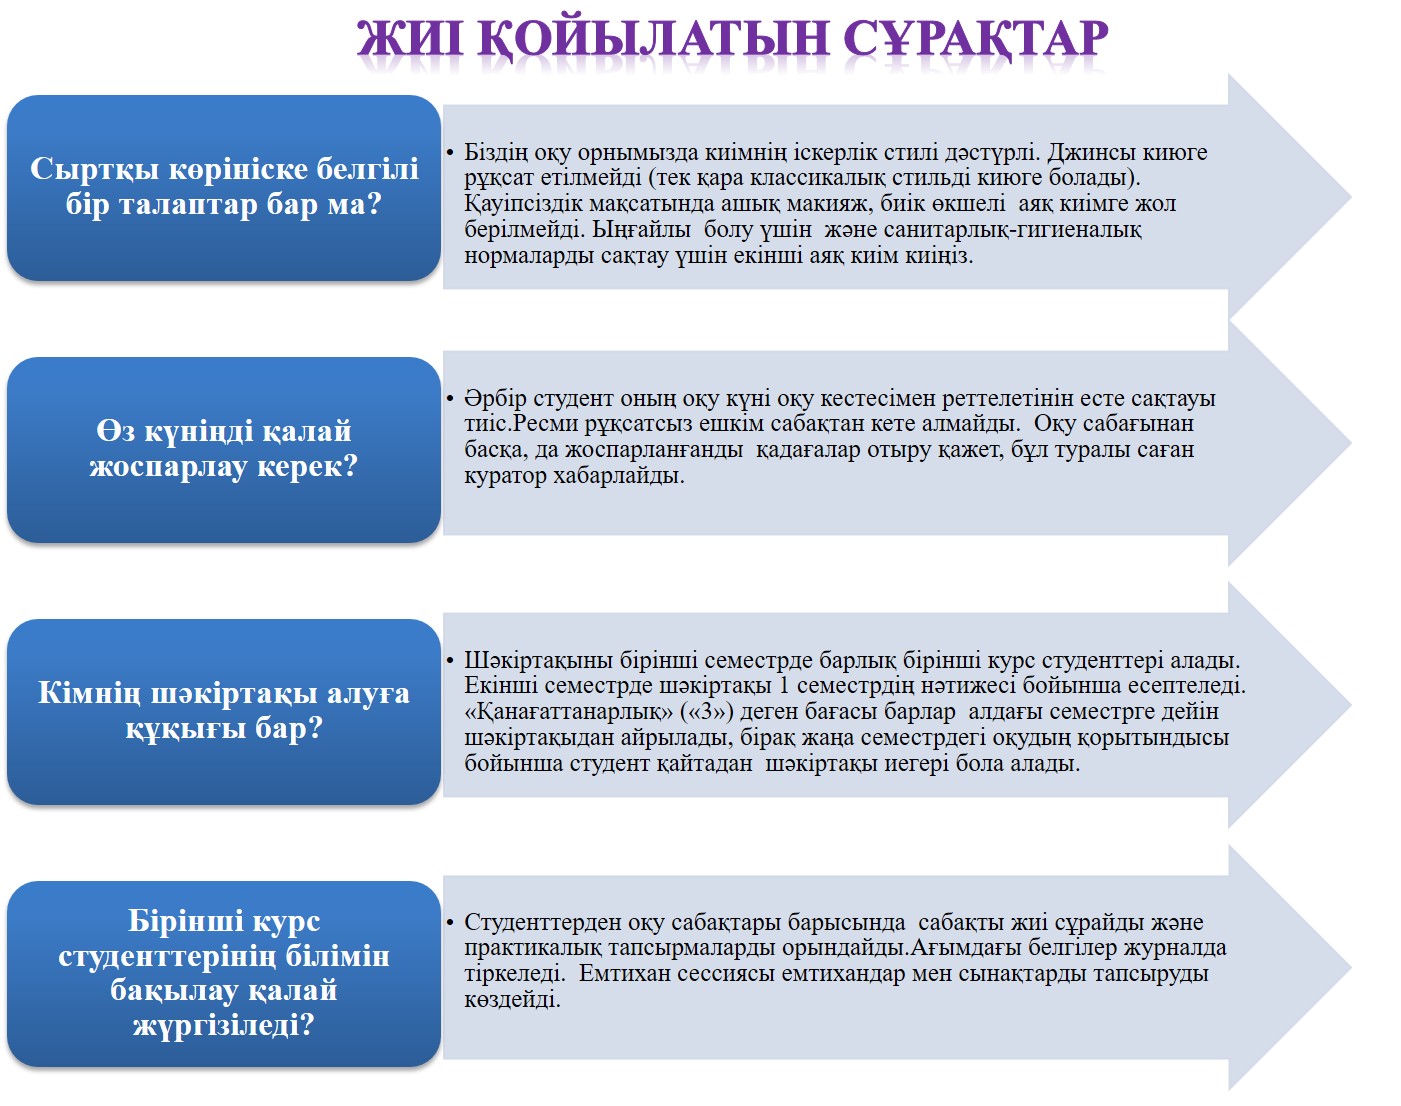 ЖИІ ҚОЙЫЛАТЫН СҰРАҚТАР
Сыртқы көрініске белгілі
бір талаптар бар ма?
• Біздің оқу орнымызда киімнің іскерлік стилі дәстүрлі. Джинсы киюге
рұқсат етілмейді (тек қара классикалық стильді киюге болады).
Қауіпсіздік мақсатында ашық макияж, биік өкшелі  аяқ киімге жол
берілмейді. Ыңғайлы  болу үшін  және санитарлық-гигиеналық
нормаларды сақтау үшін екінші аяқ киім киіңіз.
Өз күніңді қалай
жоспарлау керек?
• Әрбір студент оның оқу күні оқу кестесімен реттелетінін есте сақтауы
тиіс.Ресми рұқсатсыз ешкім сабақтан кете алмайды.  Оқу сабағынан
басқа, да жоспарланғанды  қадағалар отыру қажет, бұл туралы саған
куратор хабарлайды.
Кімнің шәкіртақы алуға
құқығы бар?
• Шәкіртақыны бірінші семестрде барлық бірінші курс студенттері алады.
Екінші семестрде шәкіртақы 1 семестрдің нәтижесі бойынша есептеледі.
«Қанағаттанарлық» («3») деген бағасы барлар  алдағы семестрге дейін
шәкіртақыдан айрылады, бірақ жаңа семестрдегі оқудың қорытындысы
бойынша студент қайтадан  шәкіртақы иегері бола алады.
Бірінші курс
студенттерінің білімін
бақылау қалай
жүргізіледі?
• Студенттерден оқу сабақтары барысында  сабақты жиі сұрайды және
практикалық тапсырмаларды орындайды.Ағымдағы белгілер журналда
тіркеледі.  Емтихан сессиясы емтихандар мен сынақтарды тапсыруды
көздейді.